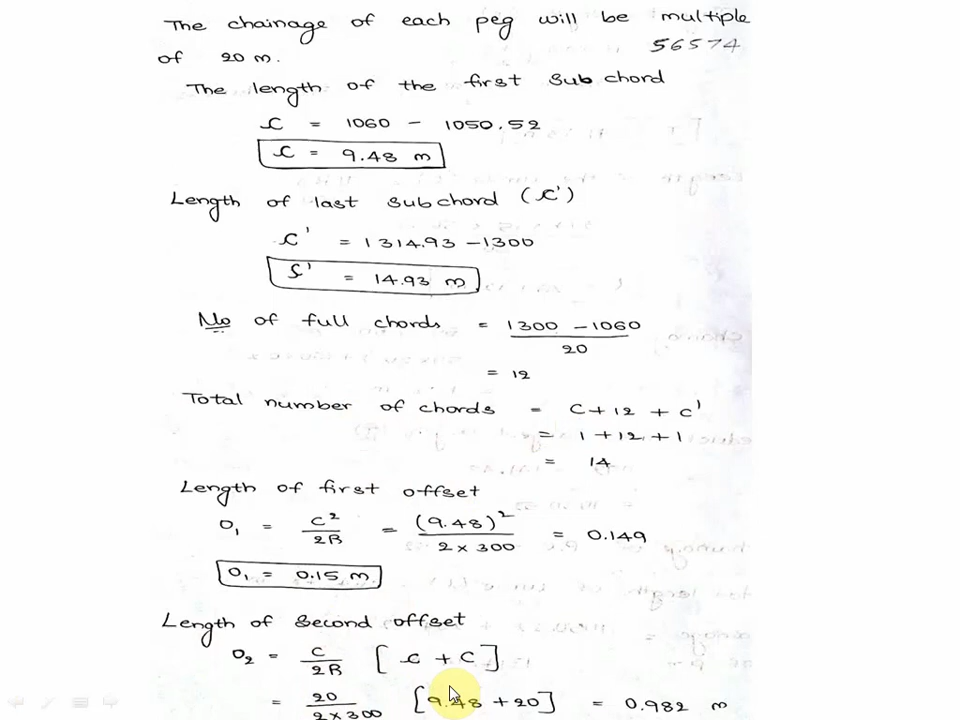 The chainage of each peg will be multiple
of 20 m. 56574
The length of the first sub chord
c = 1060 - 1050.52
c = 9.48 m
Length of last subchord (c')
c' = 1314.93 - 1300
c' = 14.93 m
No of full chords = 1300 - 1060 / 20
= 12
Total number of chords = C + 12 + c'
= 1 + 12 + 1
= 14
Length of first offset
O₁ = C² / 2R = (9.48)² / 2 × 300 = 0.149
O₁ = 0.15 m
Length of second offset
O₂ = C / 2R [c + C]
= 20 / 2 × 300 [9.48 + 20] = 0.982 m